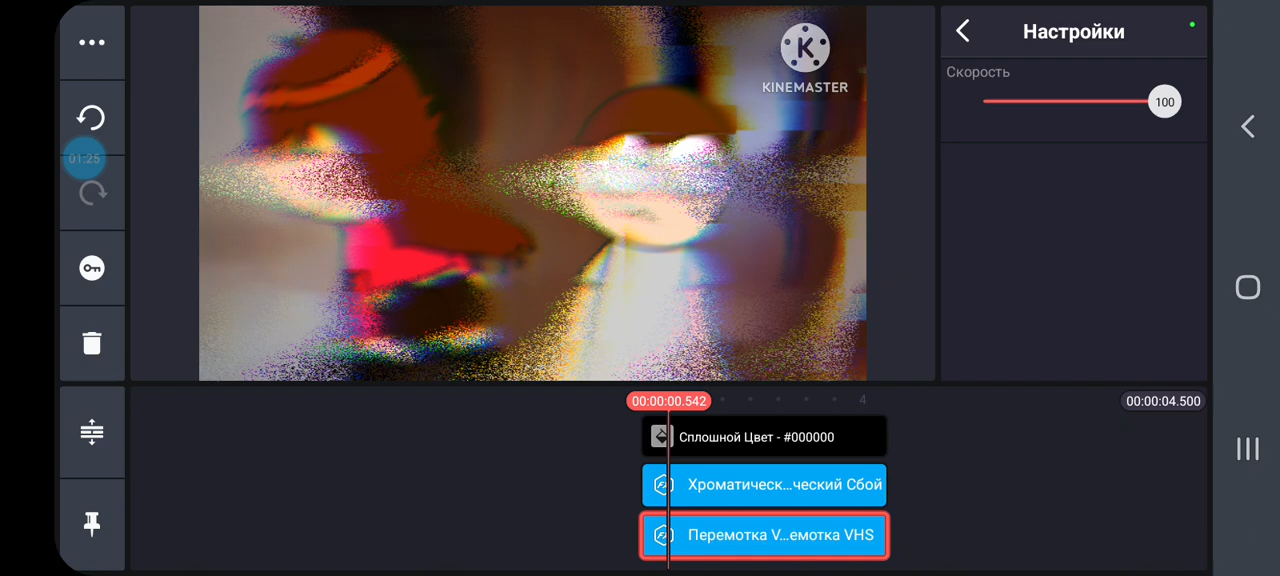 Настройки
Скорость
100
K
KINEMASTER
01:25
00:00:00.542
4
00:00:04.500
Сплошной Цвет - #000000
Хроматическ...ческий Сбой
Перемотка V...емотка VHS